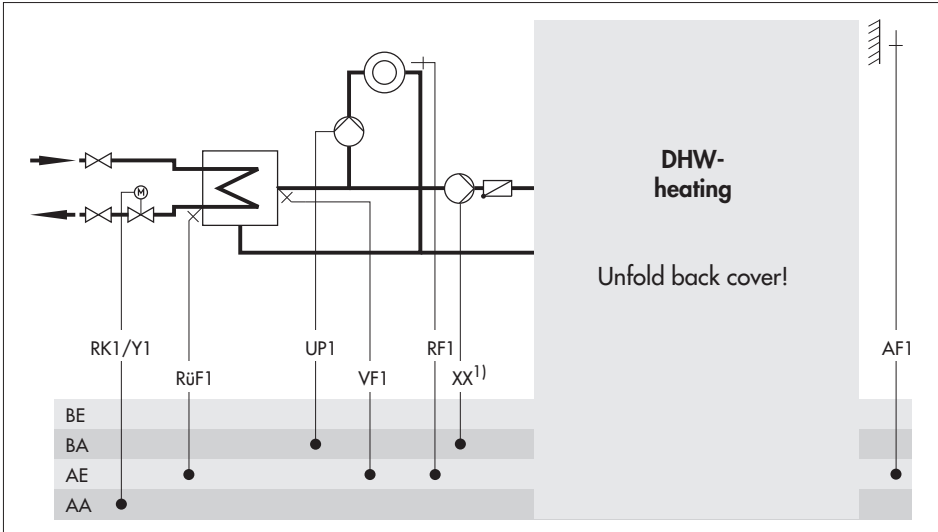 M
DHW-
heating
Unfold back cover!
RK1/Y1
UP1
RF1
AF1
RüF1
VF1
XX1)
BE
BA
AE
AA